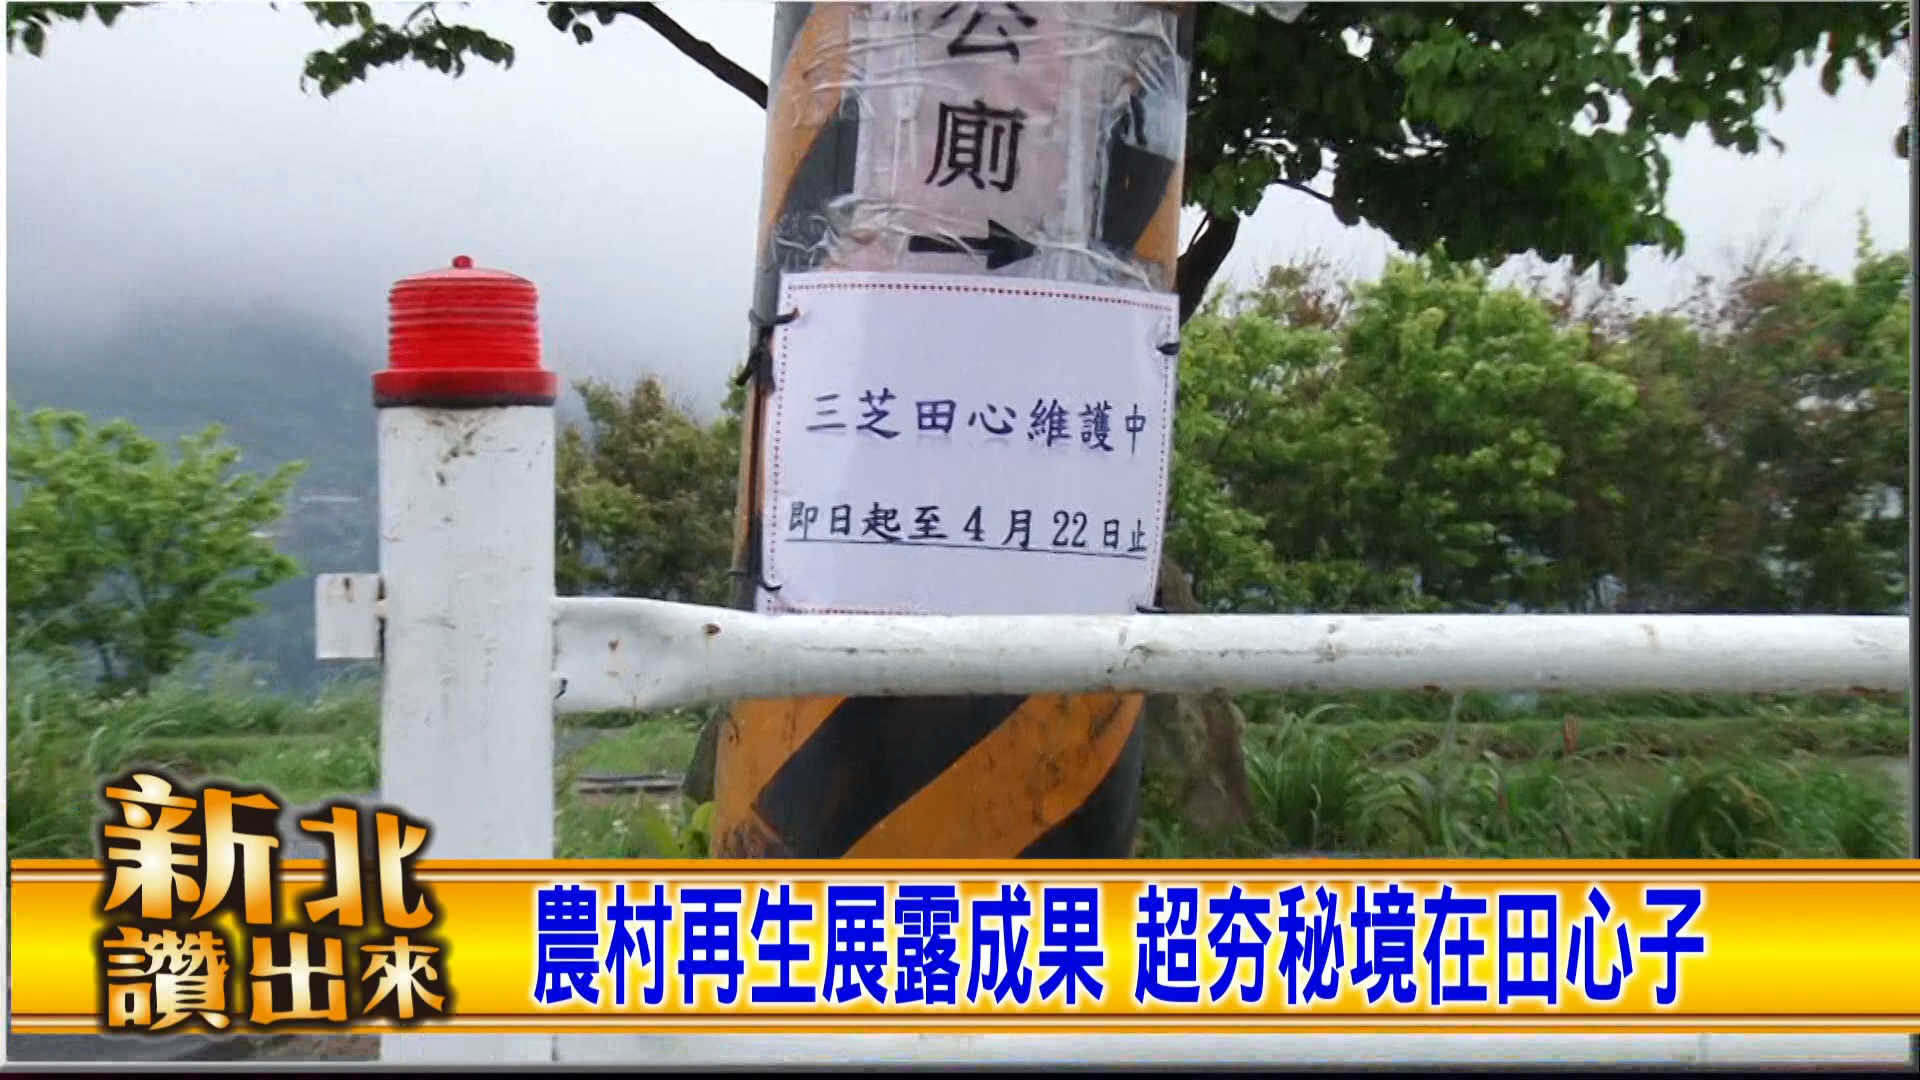 公
廁
→
三芝田心維護中
即日起至4月22日止
新北
讚出來
農村再生展露成果 超夯秘境在田心子